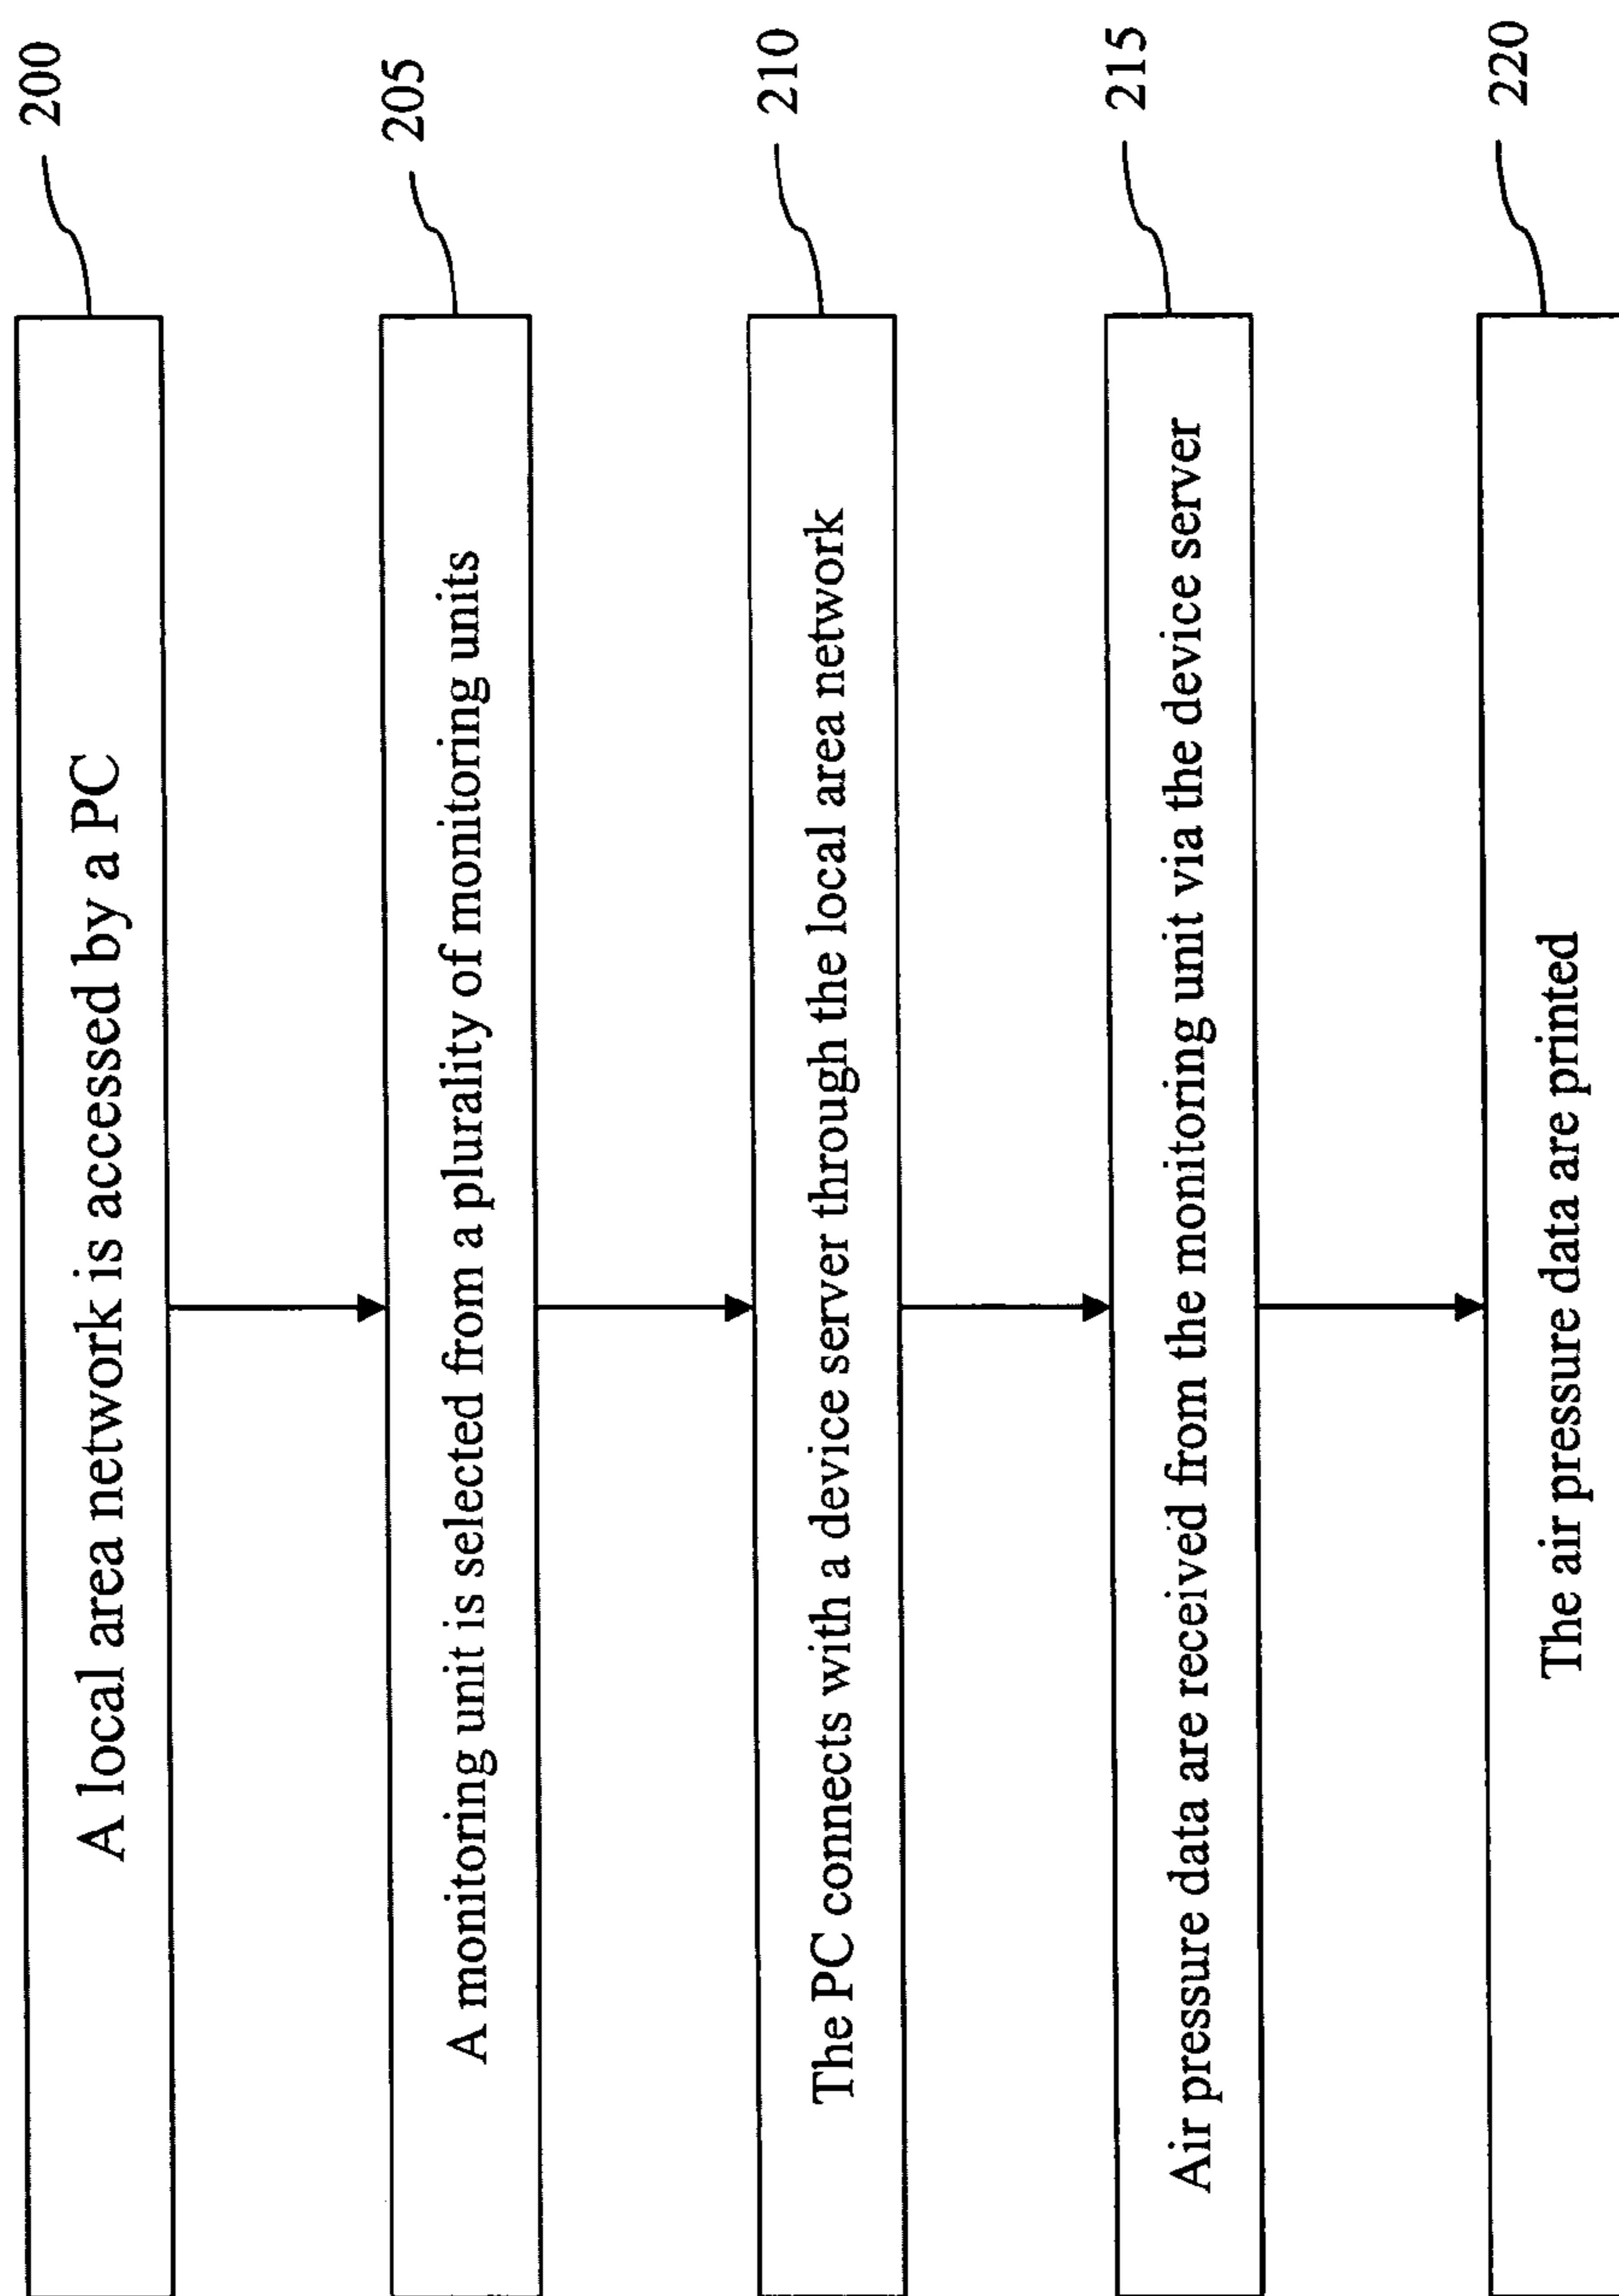 A local area network is accessed by a PC
200
A monitoring unit is selected from a plurality of monitoring units
205
The PC connects with a device server through the local area network
210
Air pressure data are received from the monitoring unit via the device server
215
The air pressure data are printed
220